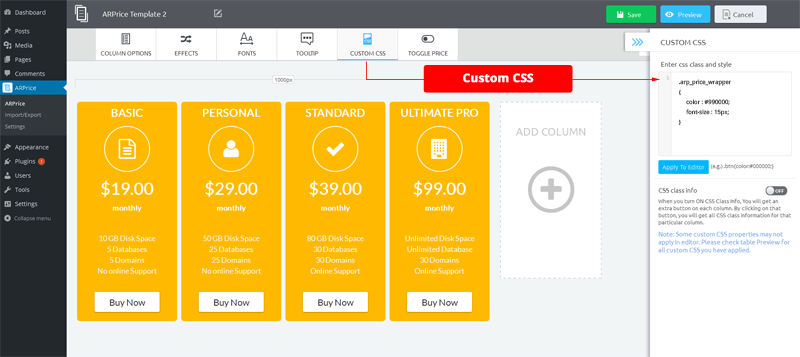 Dashboard
Posts
Media
Pages
Comments
ARPrice
ARPrice
Import/Export
Settings
Appearance
Plugins
Users
Tools
Settings
Collapse menu
ARPrice Template 2
Save
Preview
Cancel
COLUMN OPTIONS
EFFECTS
FONTS
TOOLTIP
CUSTOM CSS
TOGGLE PRICE
1000px
Custom CSS
BASIC
$19.00
monthly
10 GB Disk Space
5 Databases
5 Domains
No online Support
Buy Now
PERSONAL
$29.00
monthly
50 GB Disk Space
25 Databases
25 Domains
No online Support
Buy Now
STANDARD
$39.00
monthly
80 GB Disk Space
30 Databases
30 Domains
Online Support
Buy Now
ULTIMATE PRO
$99.00
monthly
Unlimited Disk Space
Unlimited Database
30 Domains
Online Support
Buy Now
ADD COLUMN
CUSTOM CSS
Enter css class and style
1
.arp_price_wrapper
{
color : #990000;
font-size : 15px;
}
Apply To Editor
(e.g.) .btn{color:#000000;}
CSS class info
OFF
When you turn ON CSS Class Info, You will get an
extra button on each column. By clicking on that
button, you will get all CSS class information for that
particular column.
Note: Some custom CSS properties may not
apply in editor. Please check table Preview for
all custom CSS you have applied.